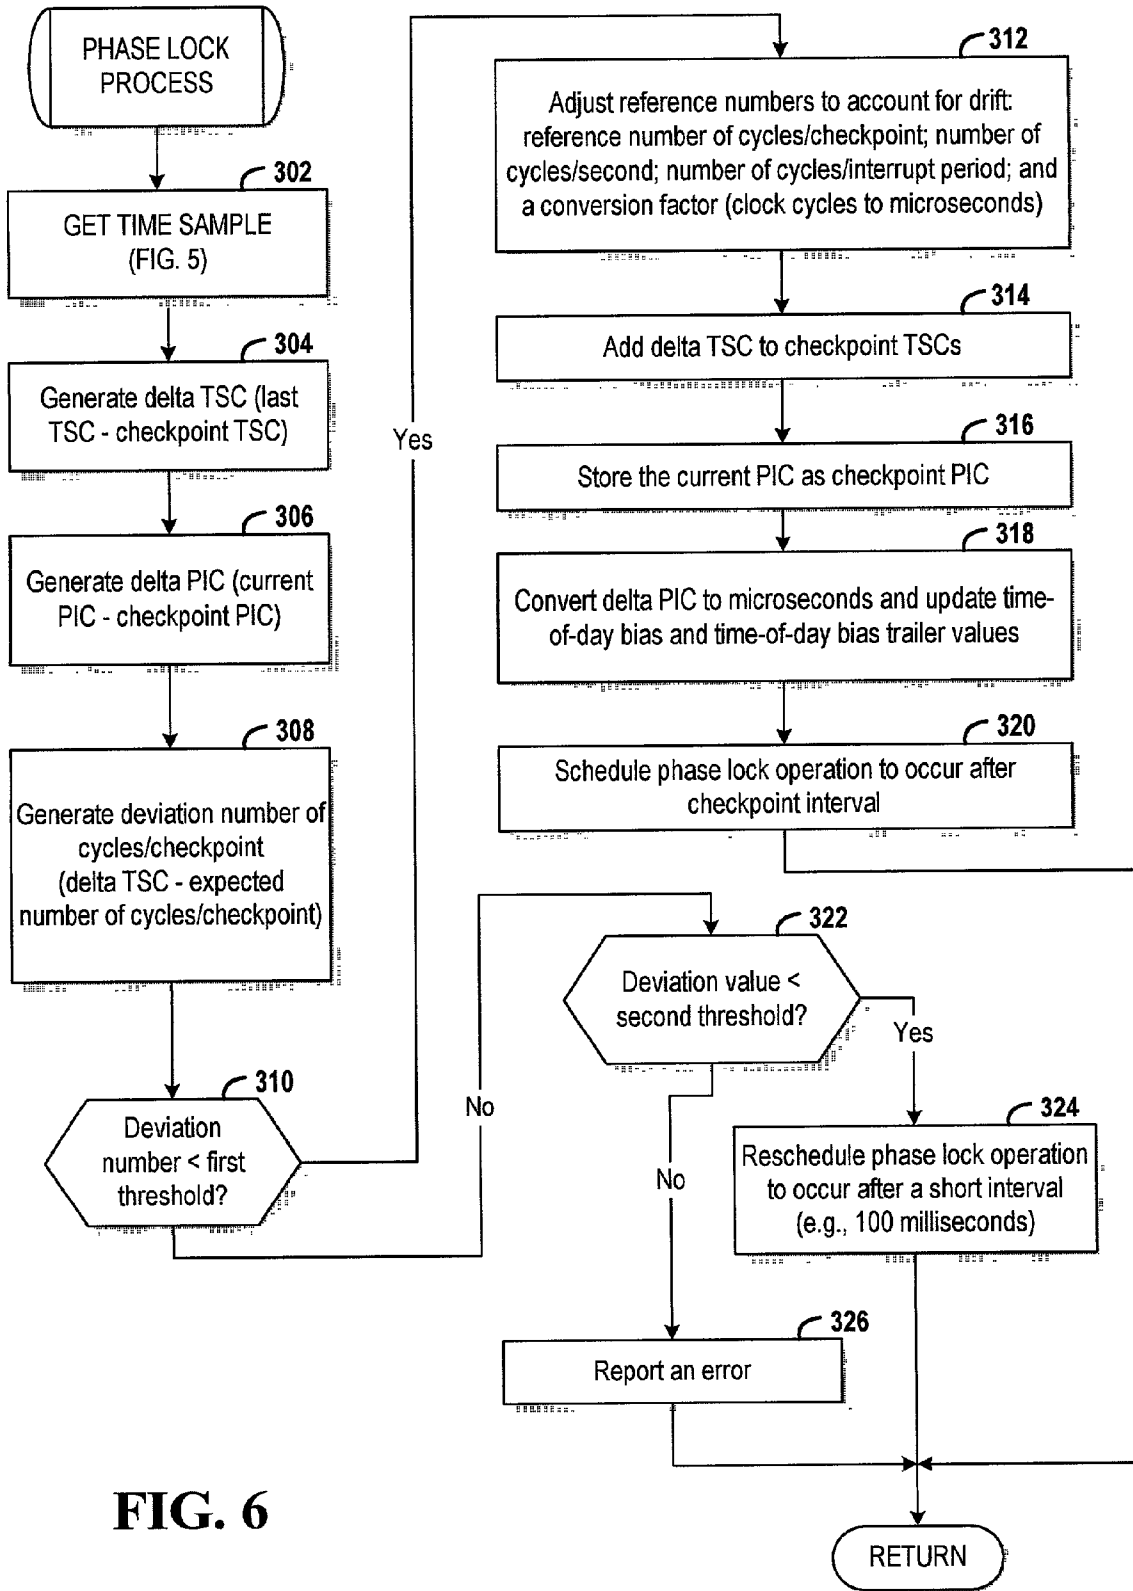 PHASE LOCK
PROCESS
302
GET TIME SAMPLE
(FIG. 5)
304
Generate delta TSC (last
TSC - checkpoint TSC)
306
Generate delta PIC (current
PIC - checkpoint PIC)
308
Generate deviation number of
cycles/checkpoint
(delta TSC - expected
number of cycles/checkpoint)
310
Deviation
number < first
threshold?
Yes
No
312
Adjust reference numbers to account for drift:
reference number of cycles/checkpoint; number of
cycles/second; number of cycles/interrupt period; and
a conversion factor (clock cycles to microseconds)
314
Add delta TSC to checkpoint TSCs
316
Store the current PIC as checkpoint PIC
318
Convert delta PIC to microseconds and update time-
of-day bias and time-of-day bias trailer values
320
Schedule phase lock operation to occur after
checkpoint interval
322
Deviation value <
second threshold?
Yes
No
324
Reschedule phase lock operation
to occur after a short interval
(e.g., 100 milliseconds)
326
Report an error
RETURN
FIG. 6